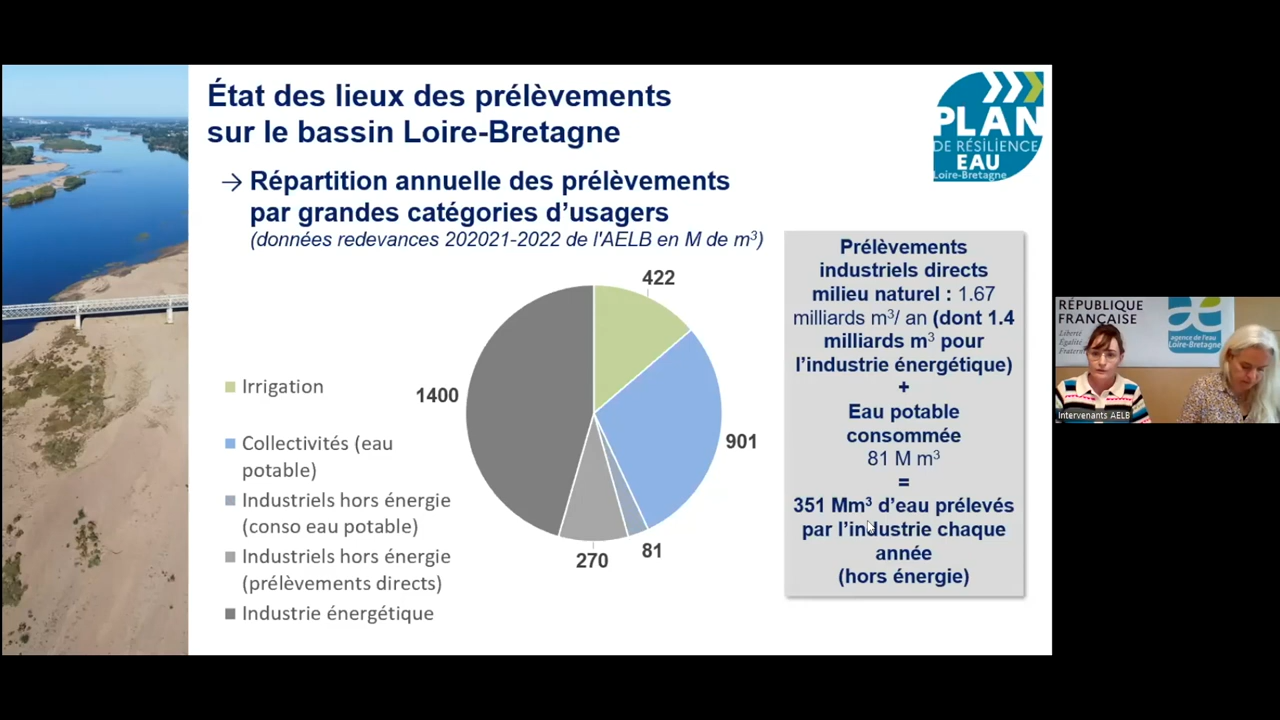 État des lieux des prélèvements
sur le bassin Loire-Bretagne
→ Répartition annuelle des prélèvements
par grandes catégories d’usagers
(données redevances 202021-2022 de l'AELB en M de m³)
PLAN
DE RÉSILIENCE
EAU
Loire-Bretagne
Irrigation
Collectivités (eau
potable)
Industriels hors énergie
(conso eau potable)
Industriels hors énergie
(prélèvements directs)
Industrie énergétique
422
901
81
270
1400
Prélèvements
industriels directs
milieu naturel : 1.67
milliards m³/ an (dont 1.4
milliards m³ pour
l’industrie énergétique)
+
Eau potable
consommée
81 M m³
=
351 Mm³ d’eau prélevés
par l’industrie chaque
année
(hors énergie)
RÉPUBLIQUE
FRANÇAISE
Liberté
Égalité
Fraternité
agence de l'eau
Loire-Bretagne
Intervenants AELB